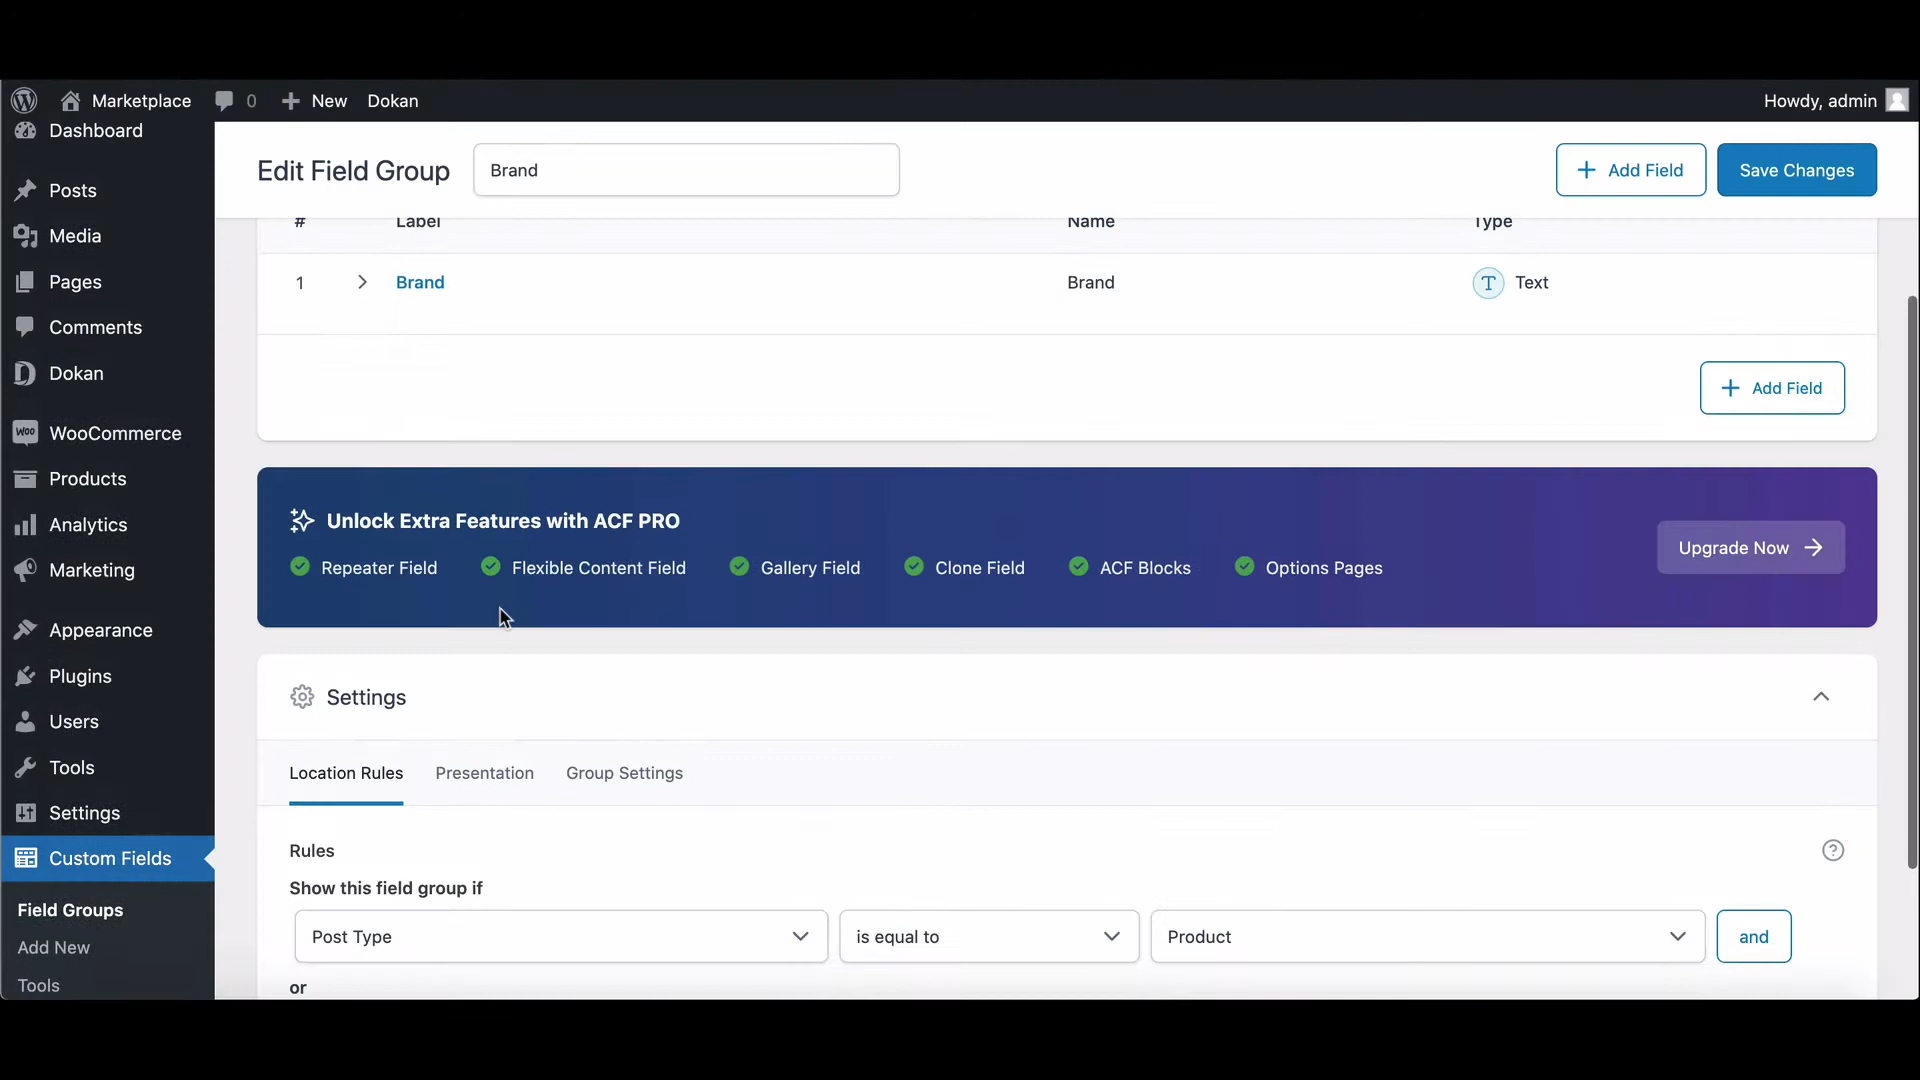 Marketplace 0 New Dokan Howdy, admin
Dashboard
Posts
Media
Pages
Comments
Dokan
WOO WooCommerce
Products
Analytics
Marketing
Appearance
Plugins
Users
Tools
Settings
Custom Fields
Field Groups
Add New
Tools
Edit Field Group Brand Add Field Save Changes
# Label Name Type
1 Brand Brand T Text
Add Field
Unlock Extra Features with ACF PRO
Repeater Field Flexible Content Field Gallery Field Clone Field ACF Blocks Options Pages
Upgrade Now
Settings
Location Rules Presentation Group Settings
Rules
Show this field group if
Post Type is equal to Product and
or